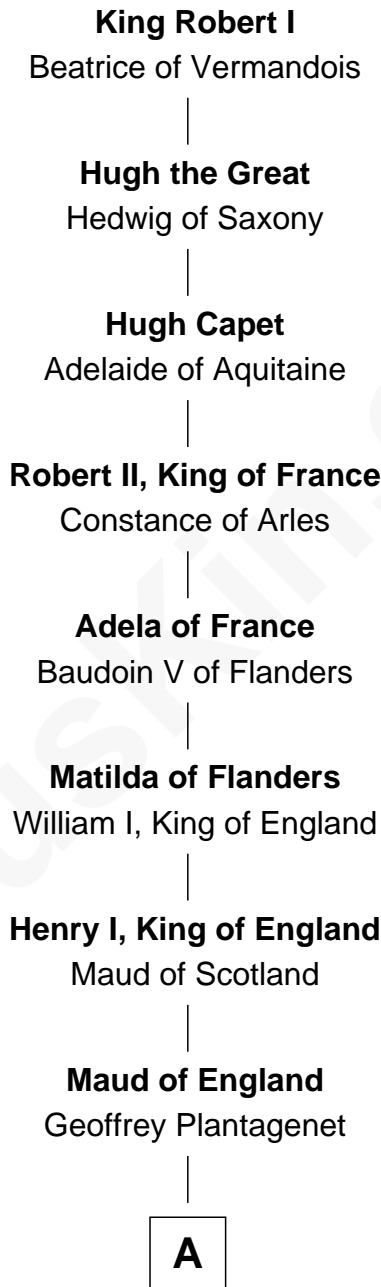 King Robert I
Beatrice of Vermandois
Hugh the Great
Hedwig of Saxony
Hugh Capet
Adelaide of Aquitaine
Robert II, King of France
Constance of Arles
Adela of France
Baudoin V of Flanders
Matilda of Flanders
William I, King of England
Henry I, King of England
Maud of Scotland
Maud of England
Geoffrey Plantagenet
A